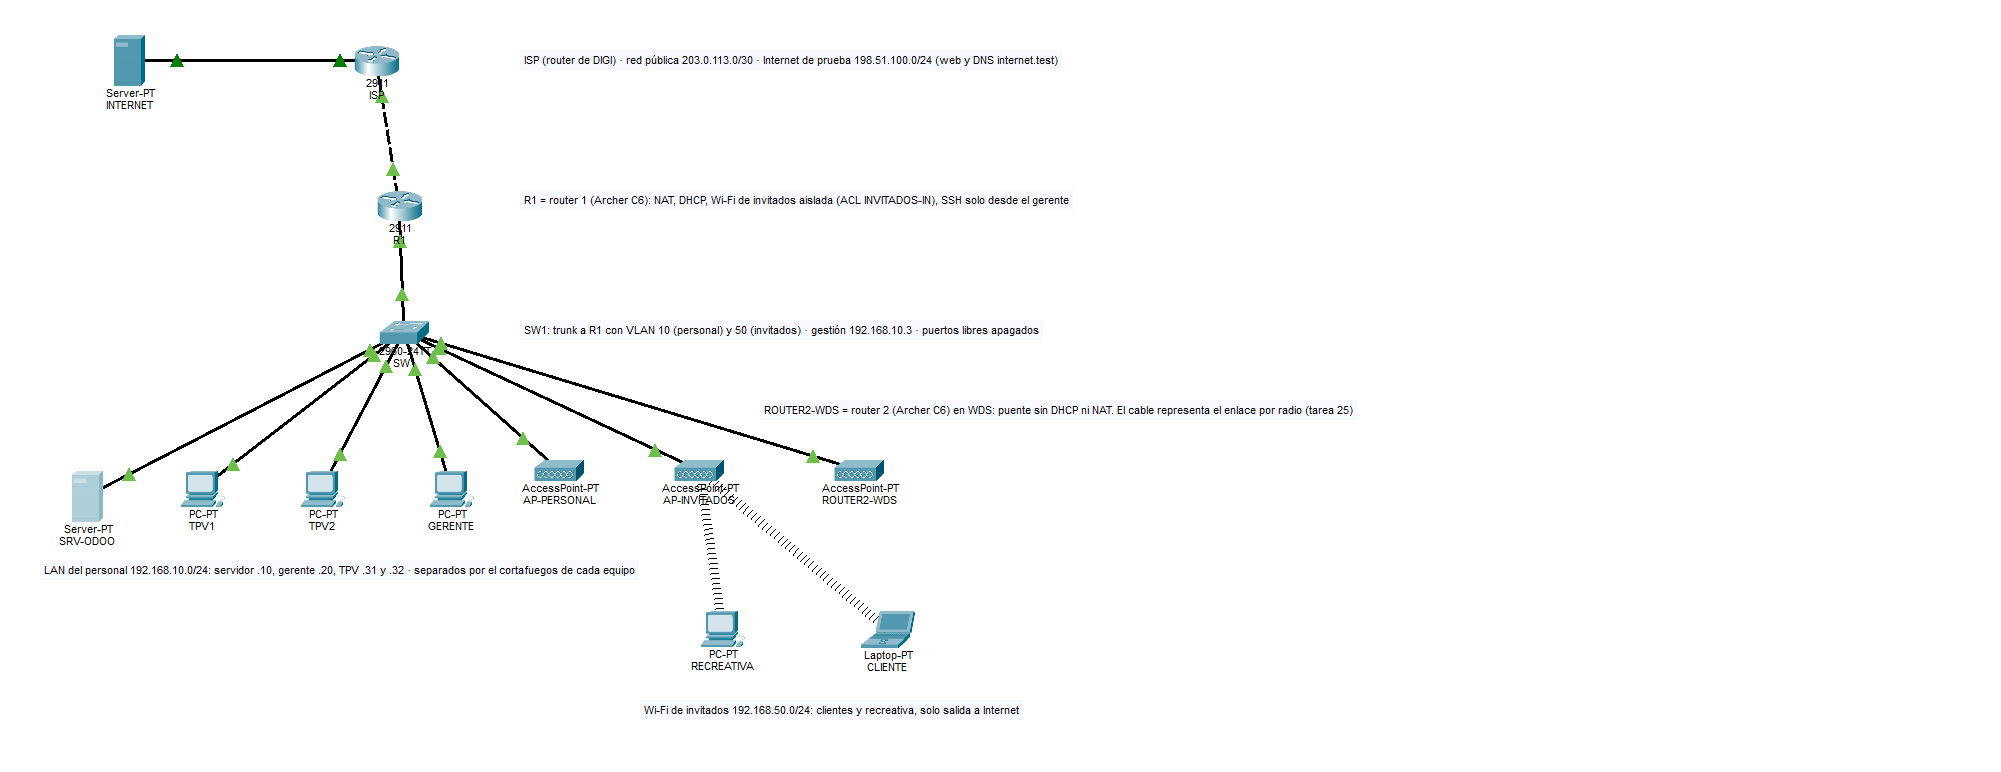 ISP (router de DIGI) · red pública 203.0.113.0/30 · Internet de prueba 198.51.100.0/24 (web y DNS internet.test)
Server-PT
INTERNET
2911
ISP
R1 = router 1 (Archer C6): NAT, DHCP, Wi-Fi de invitados aislada (ACL INVITADOS-IN), SSH solo desde el gerente
2911
R1
SW1: trunk a R1 con VLAN 10 (personal) y 50 (invitados) · gestión 192.168.10.3 · puertos libres apagados
2960-24TT
SW1
ROUTER2-WDS = router 2 (Archer C6) en WDS: puente sin DHCP ni NAT. El cable representa el enlace por radio (tarea 25)
Server-PT
SRV-ODOO
PC-PT
TPV1
PC-PT
TPV2
PC-PT
GERENTE
AccessPoint-PT
AP-PERSONAL
AccessPoint-PT
AP-INVITADOS
AccessPoint-PT
ROUTER2-WDS
LAN del personal 192.168.10.0/24: servidor .10, gerente .20, TPV .31 y .32 · separados por el cortafuegos de cada equipo
PC-PT
RECREATIVA
Laptop-PT
CLIENTE
Wi-Fi de invitados 192.168.50.0/24: clientes y recreativa, solo salida a Internet